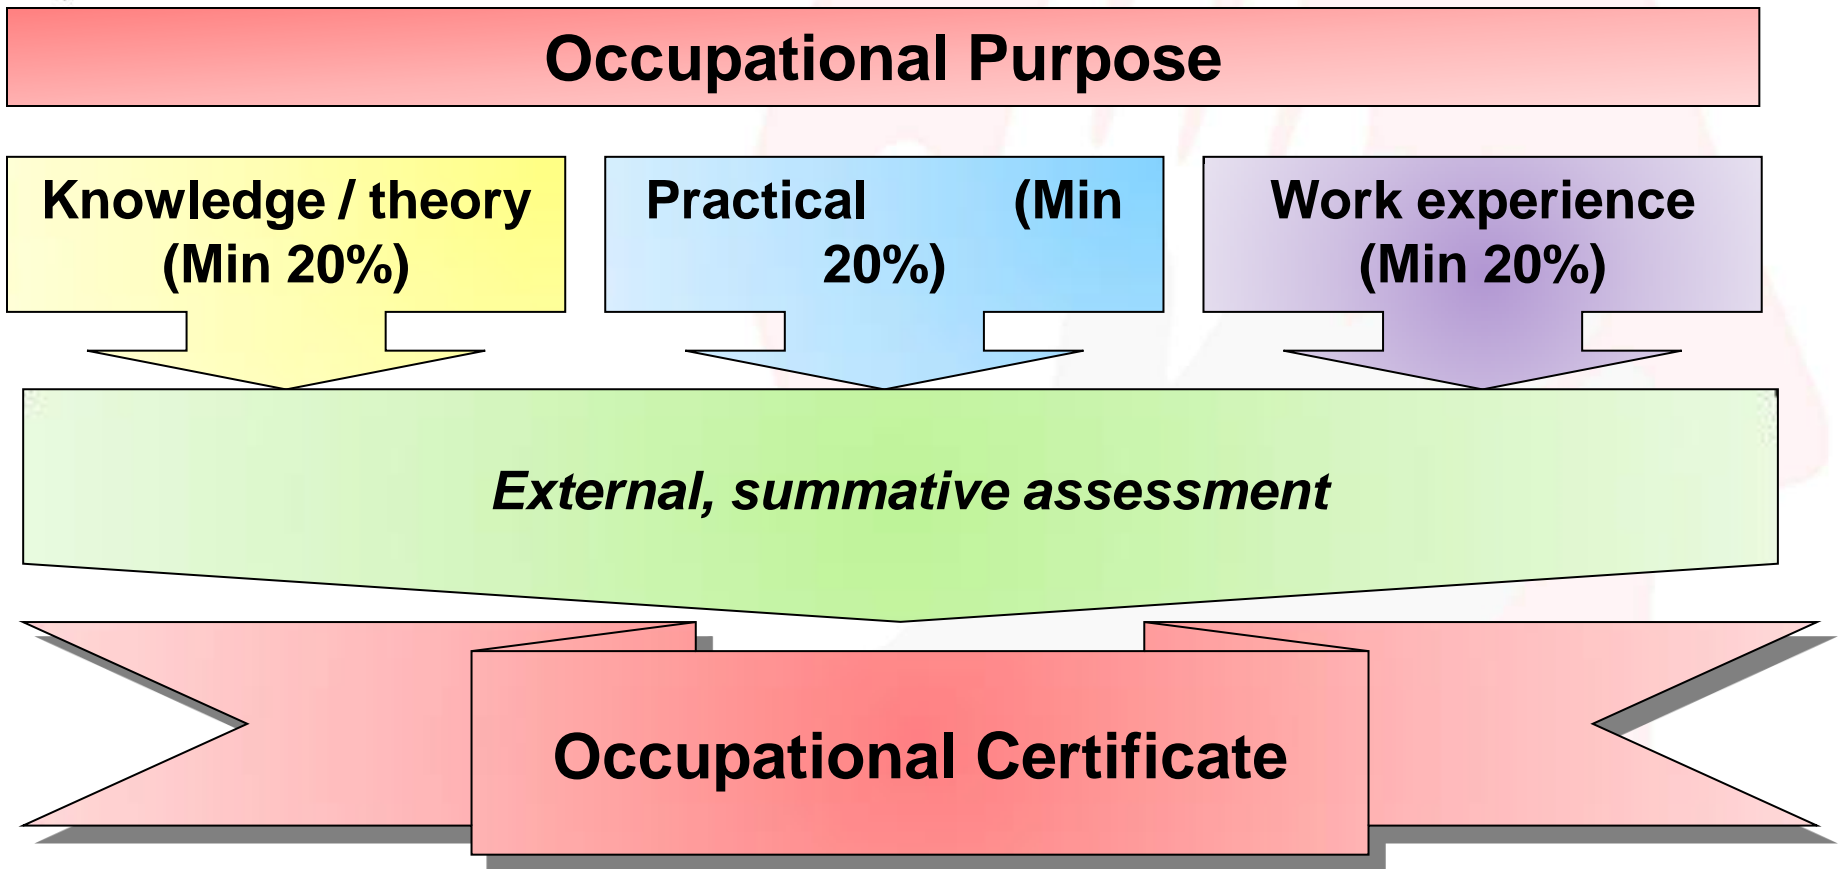 Occupational Purpose
Knowledge / theory
(Min 20%)
Practical (Min
20%)
Work experience
(Min 20%)
External, summative assessment
Occupational Certificate